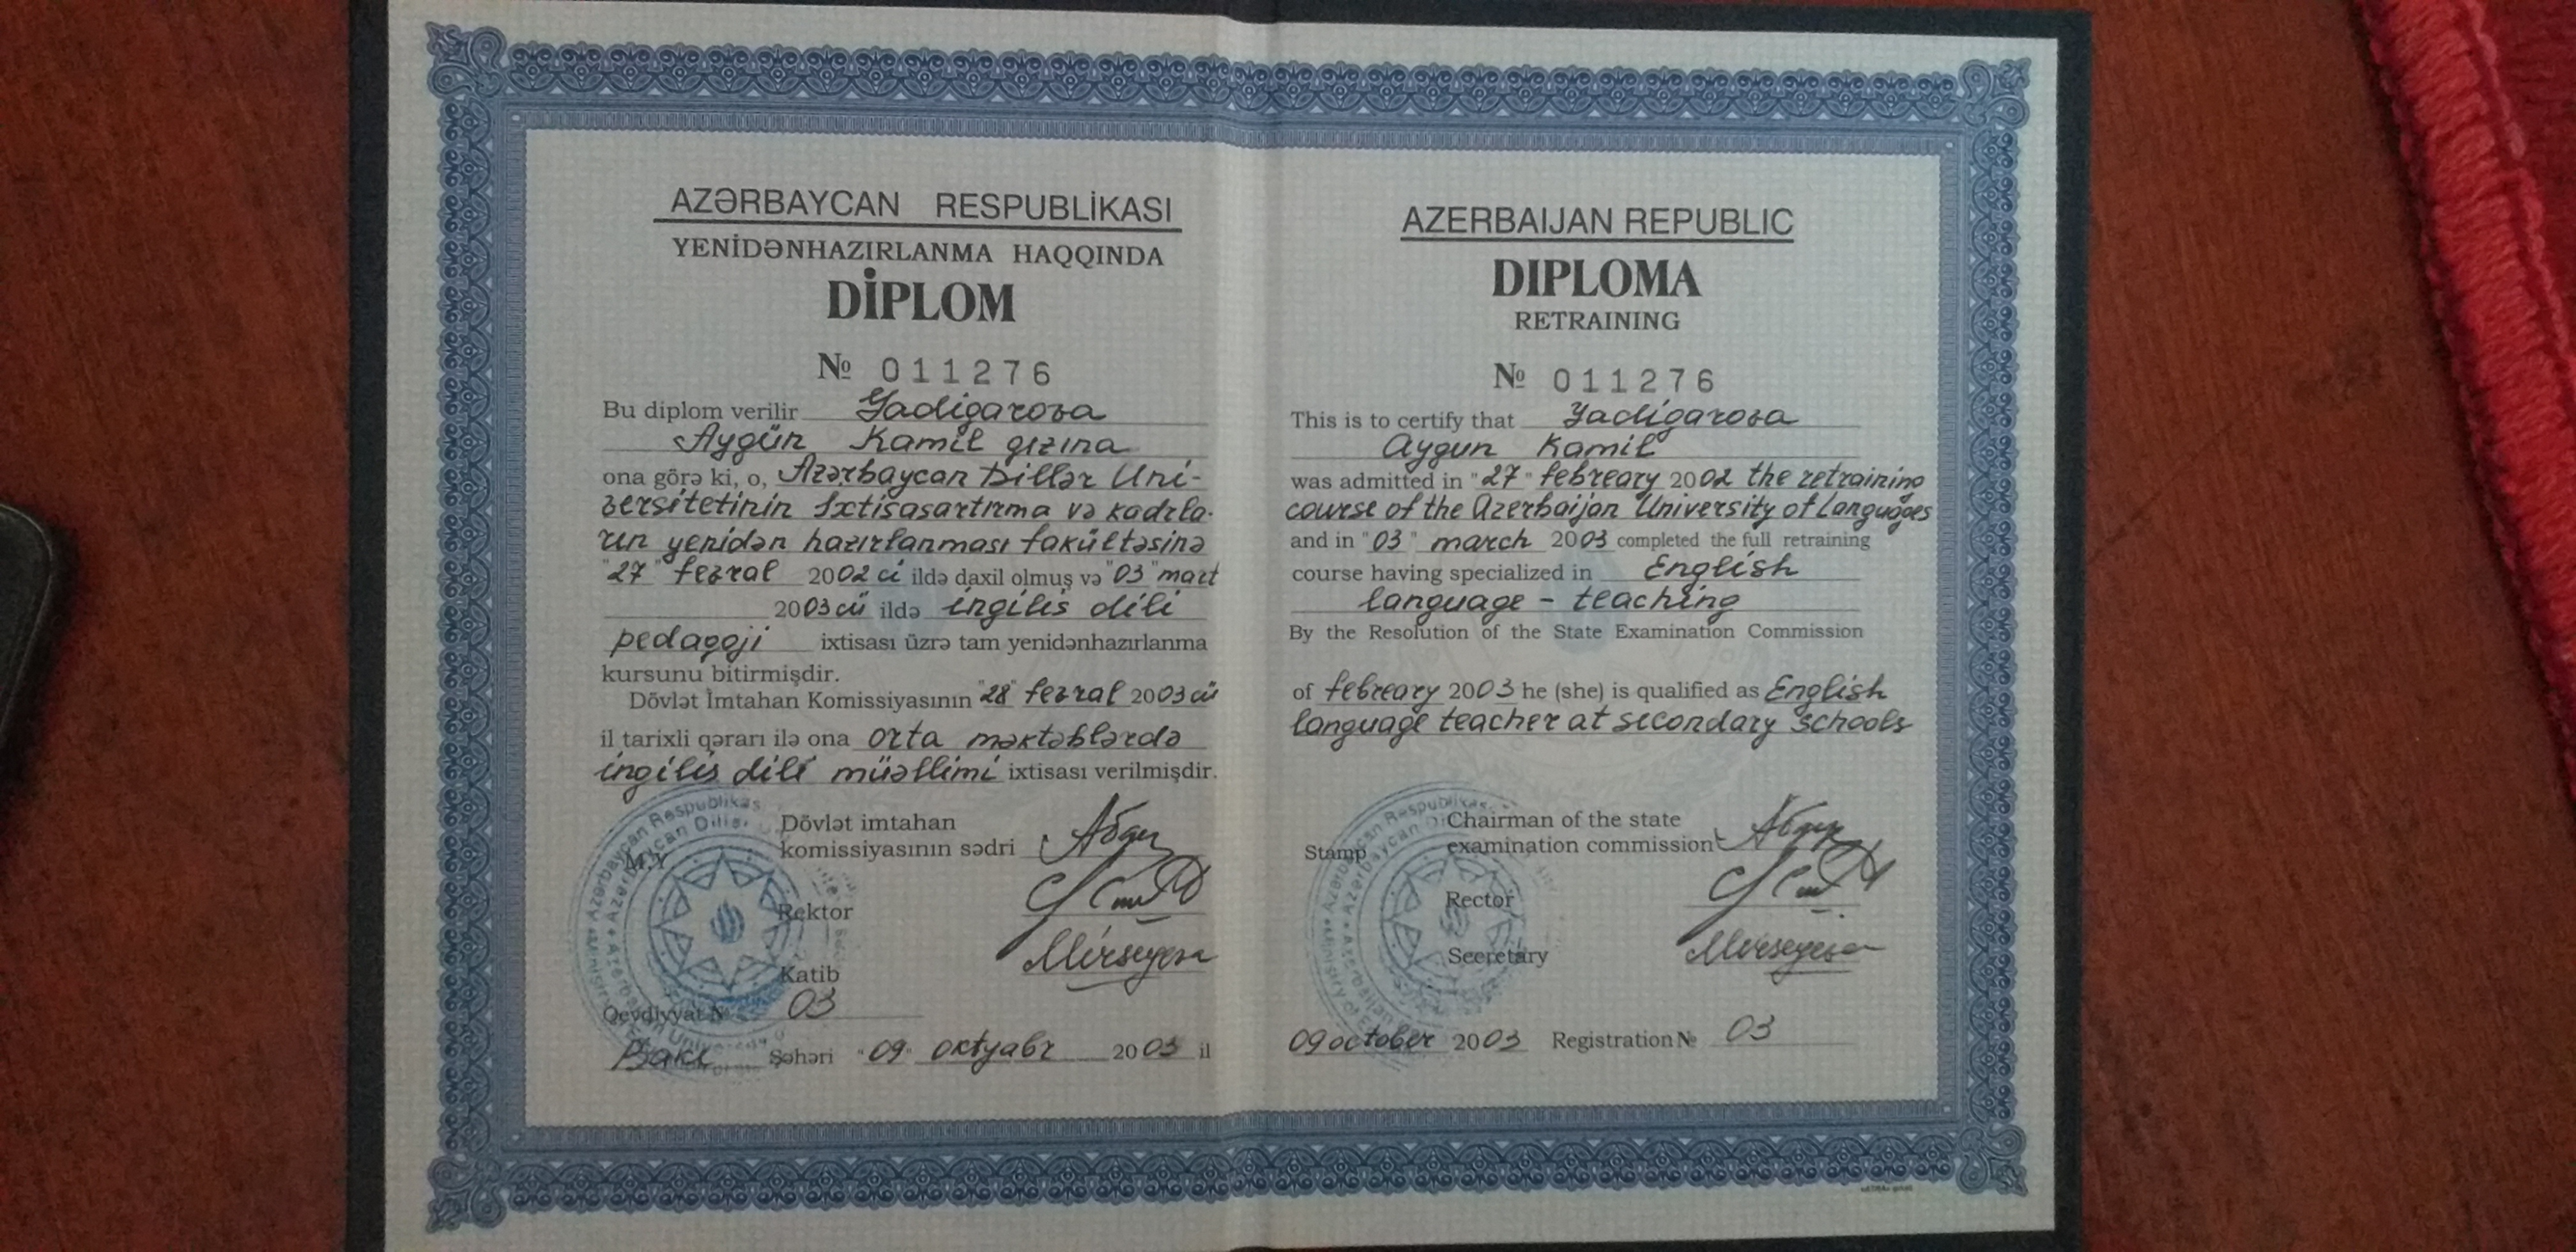 AZƏRBAYCAN RESPUBLİKASI
YENİDƏNHAZIRLANMA HAQQINDA
DİPLOM
№ 011276
Bu diplom verilir Yadigarova
Aygün Kamil qızına
ona görə ki, o, Azərbaycan Dillər Uni-
versitetinin İxtisasartırma və kadrla-
rın yenidən hazırlanması fakültəsinə
"27" fevral 2002 ci ildə daxil olmuş və "03" mart
2003 cü ildə ingilis dili
pedaqoji ixtisası üzrə tam yenidənhazırlanma
kursunu bitirmişdir.
Dövlət İmtahan Komissiyasının "28" fevral 2003 cü
il tarixli qərarı ilə ona orta məktəblərdə
ingilis dili müəllimi ixtisası verilmişdir.
Dövlət imtahan
komissiyasının sədri
M.Y.
Rektor
Katib
Qeydiyyat № 03
Bakı Şəhəri "09" oktyabr 2003 il
AZERBAIJAN REPUBLIC
DIPLOMA
RETRAINING
№ 011276
This is to certify that Yadigarova
Aygun Kamil
was admitted in "27" febreary 2002 the retraining
course of the Azerbaijan University of Languages
and in "03" march 2003 completed the full retraining
course having specialized in English
language - teaching
By the Resolution of the State Examination Commission
of febreary 2003 he (she) is qualified as English
language teacher at secondary schools
Chairman of the state
Stamp examination commission
Rector
Secretary
09 october 2003 Registration № 03